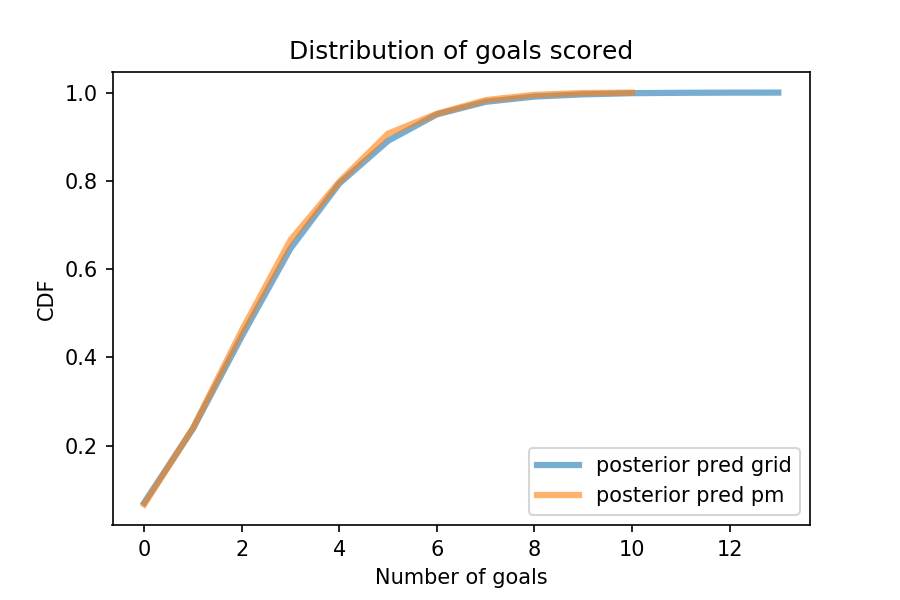 Distribution of goals scored
1.0
0.8
0.6
0.4
0.2
CDF
posterior pred grid
posterior pred pm
0 2 4 6 8 10 12
Number of goals